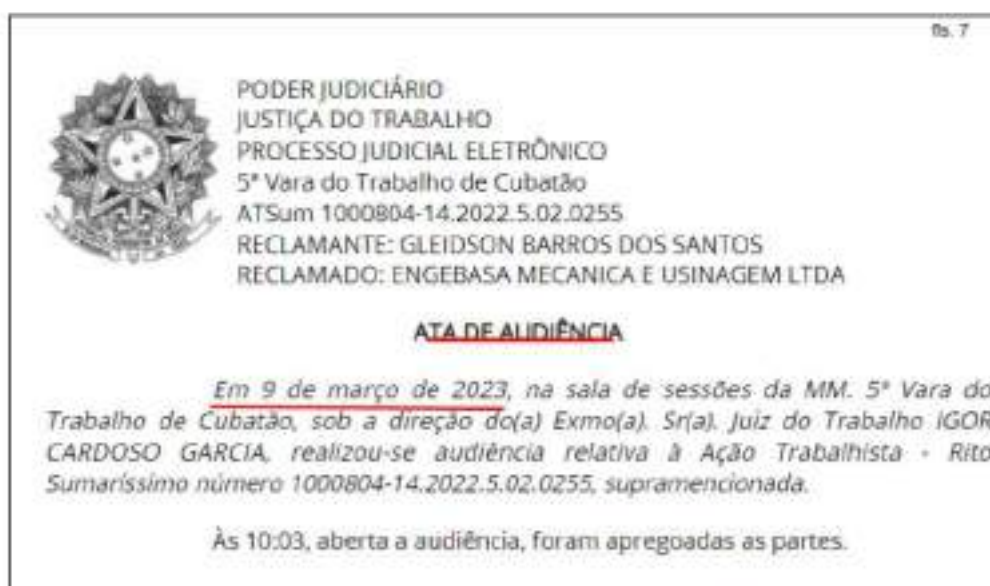 fls. 7
PODER JUDICIÁRIO
JUSTIÇA DO TRABALHO
PROCESSO JUDICIAL ELETRÔNICO
5ª Vara do Trabalho de Cubatão
ATSum 1000804-14.2022.5.02.0255
RECLAMANTE: GLEIDSON BARROS DOS SANTOS
RECLAMADO: ENGEBASA MECANICA E USINAGEM LTDA
ATA DE AUDIÊNCIA
Em 9 de março de 2023, na sala de sessões da MM. 5ª Vara do
Trabalho de Cubatão, sob a direção do(a) Exmo(a). Sr(a). Juiz do Trabalho IGOR
CARDOSO GARCIA, realizou-se audiência relativa à Ação Trabalhista - Rito
Sumaríssimo número 1000804-14.2022.5.02.0255, supramencionada.
Às 10:03, aberta a audiência, foram apregoadas as partes.